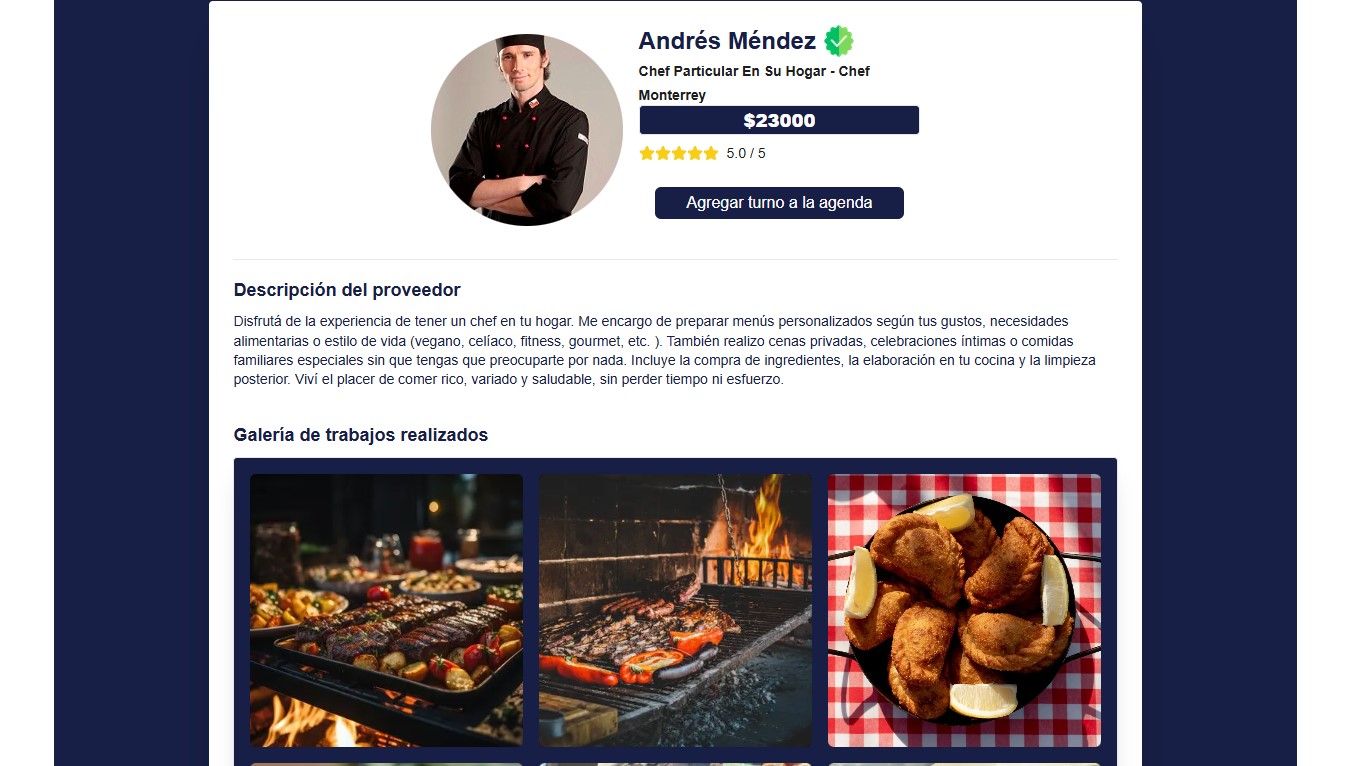 Andrés Méndez
Chef Particular En Su Hogar - Chef
Monterrey
$23000
5.0 / 5
Agregar turno a la agenda
Descripción del proveedor
Disfrutá de la experiencia de tener un chef en tu hogar. Me encargo de preparar menús personalizados según tus gustos, necesidades
alimentarias o estilo de vida (vegano, celíaco, fitness, gourmet, etc. ). También realizo cenas privadas, celebraciones íntimas o comidas
familiares especiales sin que tengas que preocuparte por nada. Incluye la compra de ingredientes, la elaboración en tu cocina y la limpieza
posterior. Viví el placer de comer rico, variado y saludable, sin perder tiempo ni esfuerzo.
Galería de trabajos realizados